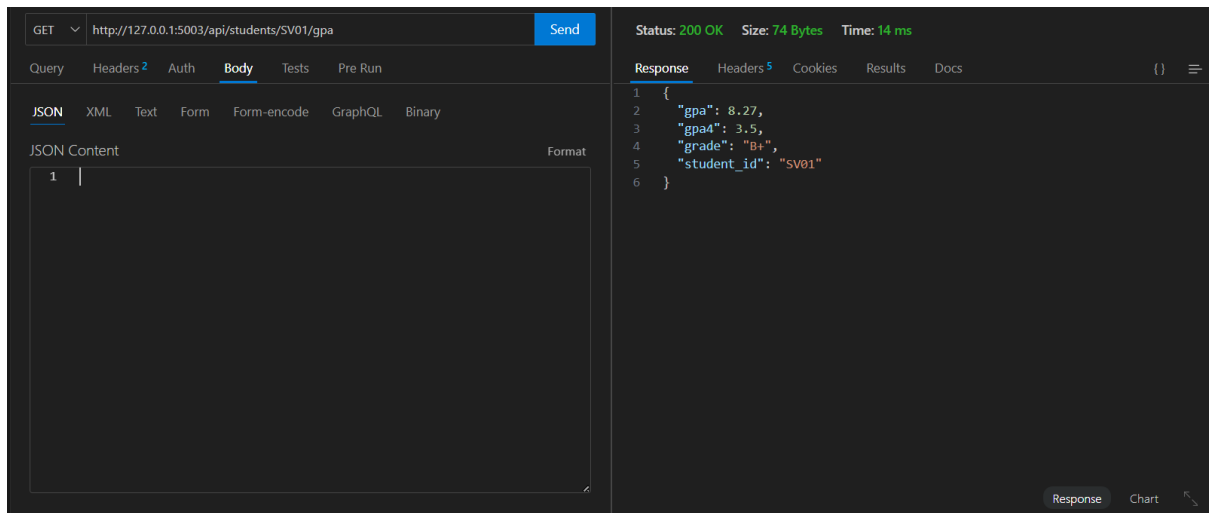 GET http://127.0.0.1:5003/api/students/SV01/gpa Send
Query Headers 2 Auth Body Tests Pre Run
JSON XML Text Form Form-encode GraphQL Binary
JSON Content Format
1
Status: 200 OK Size: 74 Bytes Time: 14 ms
Response Headers 5 Cookies Results Docs {}
1 {
2 "gpa": 8.27,
3 "gpa4": 3.5,
4 "grade": "B+",
5 "student_id": "SV01"
6 }
Response Chart